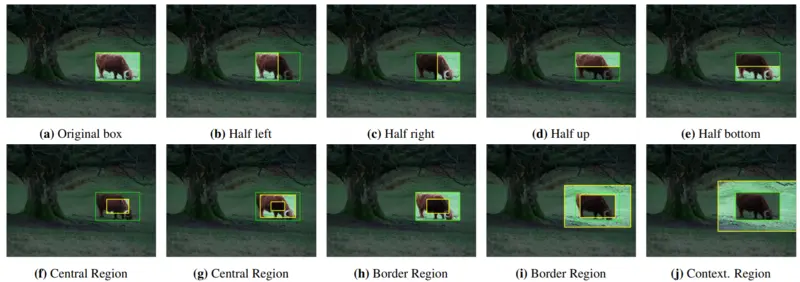 (a) Original box
(b) Half left
(c) Half right
(d) Half up
(e) Half bottom
(f) Central Region
(g) Central Region
(h) Border Region
(i) Border Region
(j) Context. Region